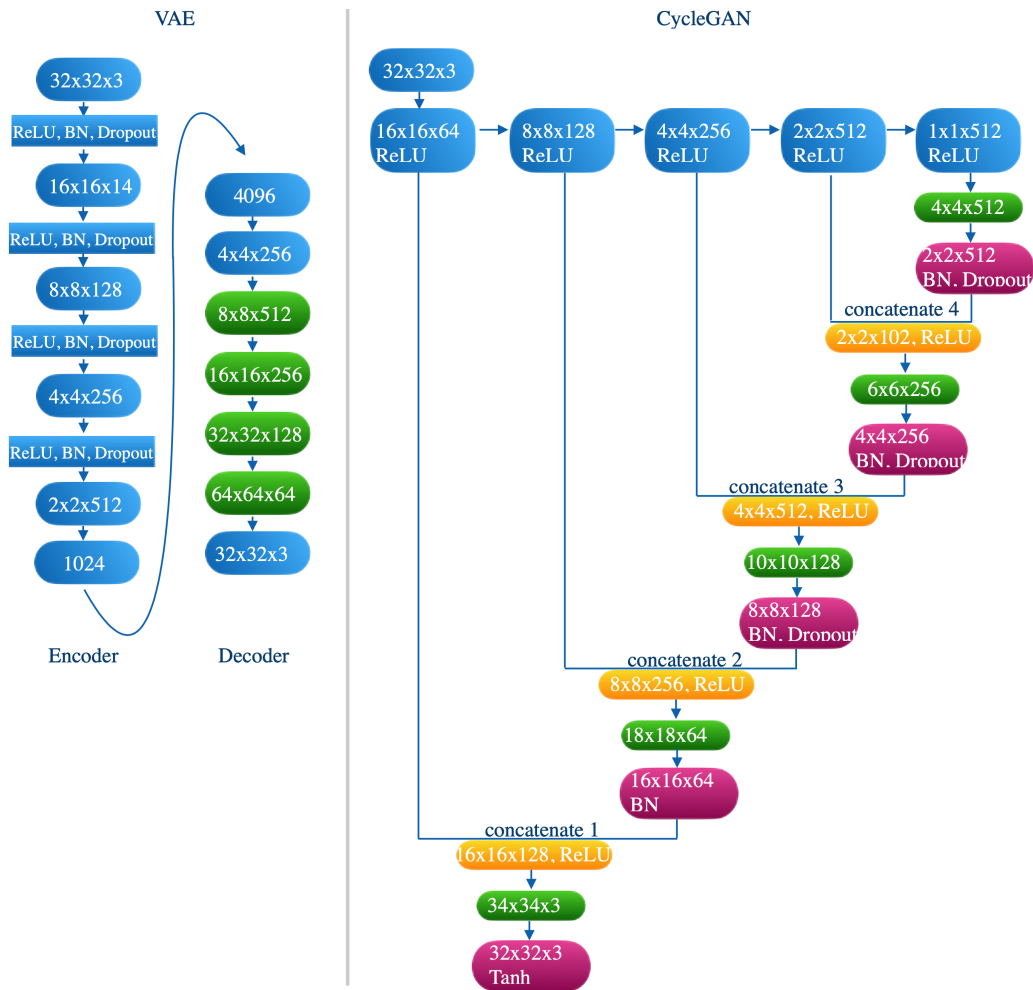 VAE
32x32x3
ReLU, BN, Dropout
16x16x14
ReLU, BN, Dropout
8x8x128
ReLU, BN, Dropout
4x4x256
ReLU, BN, Dropout
2x2x512
1024
Encoder
4096
4x4x256
8x8x512
16x16x256
32x32x128
64x64x64
32x32x3
Decoder
CycleGAN
32x32x3
16x16x64
ReLU
8x8x128
ReLU
4x4x256
ReLU
2x2x512
ReLU
1x1x512
ReLU
4x4x512
2x2x512
BN, Dropout
concatenate 4
2x2x102, ReLU
6x6x256
4x4x256
BN, Dropout
concatenate 3
4x4x512, ReLU
10x10x128
8x8x128
BN, Dropout
concatenate 2
8x8x256, ReLU
18x18x64
16x16x64
BN
concatenate 1
16x16x128, ReLU
34x34x3
32x32x3
Tanh